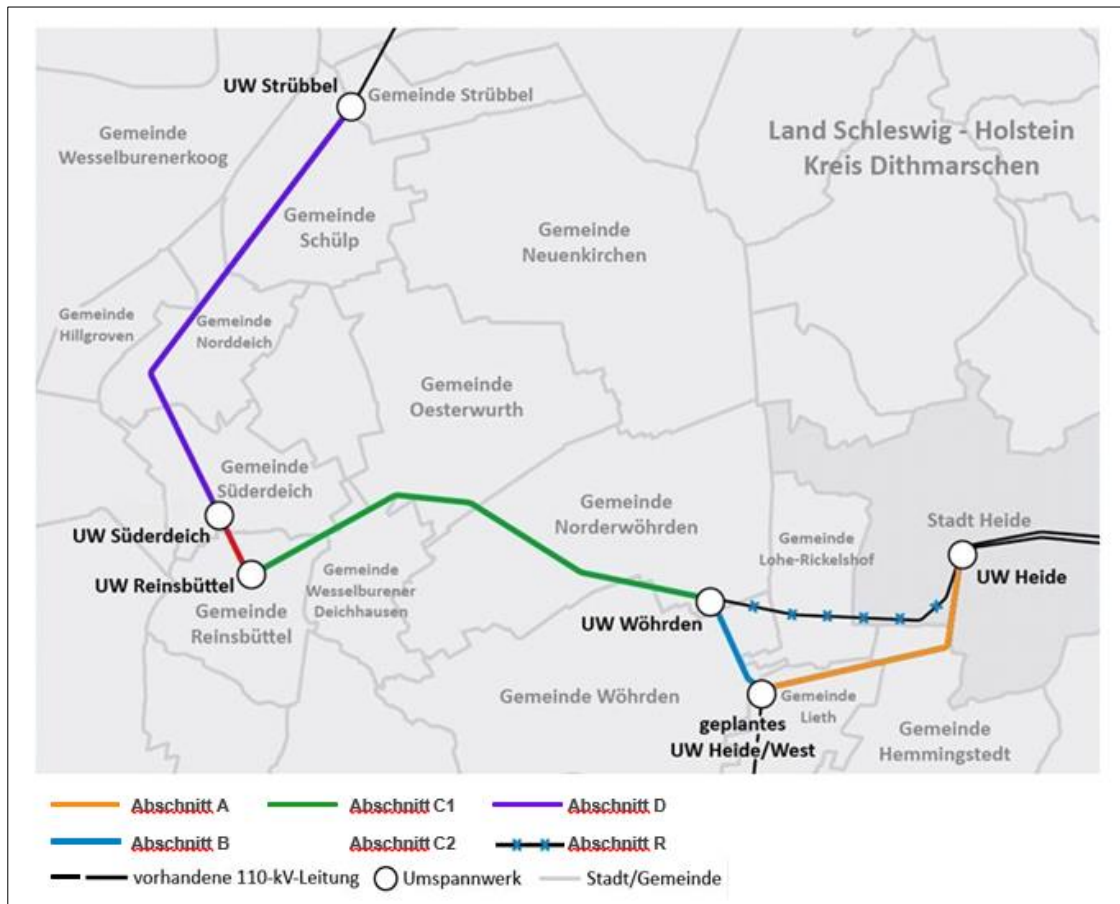 UW Strübbel
Gemeinde Strübbel
Gemeinde
Wesselburenerkoog
Land Schleswig - Holstein
Kreis Dithmarschen
Gemeinde
Schülp
Gemeinde
Neuenkirchen
Gemeinde
Hillgroven
Gemeinde
Norddeich
Gemeinde
Oesterwurth
Gemeinde
Süderdeich
Gemeinde
Norderwöhrden
Stadt Heide
UW Süderdeich
Gemeinde
Lohe-Rickelshof
UW Heide
UW Reinsbüttel
Gemeinde
Wesselburener
Deichhausen
Gemeinde
Reinsbüttel
UW Wöhrden
Gemeinde Wöhrden
Gemeinde
Lieth
geplantes
UW Heide/West
Gemeinde
Hemmingstedt
Abschnitt A
Abschnitt C1
Abschnitt D
Abschnitt B
Abschnitt C2
Abschnitt R
vorhandene 110-kV-Leitung
Umspannwerk
Stadt/Gemeinde